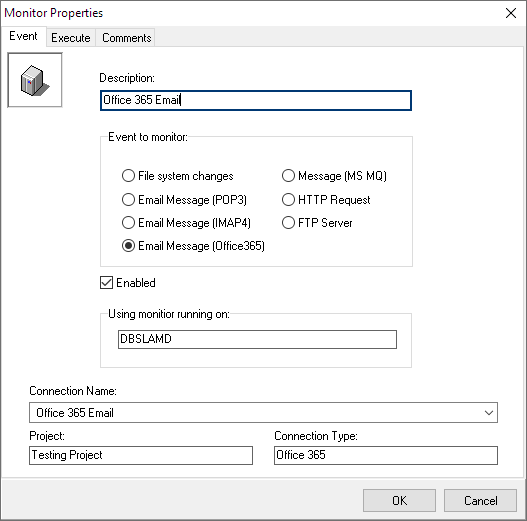 Monitor Properties
Event Execute Comments
Description:
Office 365 Email
Event to monitor:
File system changes
Message (MS MQ)
Email Message (POP3)
HTTP Request
Email Message (IMAP4)
FTP Server
Email Message (Office365)
Enabled
Using monitior running on:
DBSLAMD
Connection Name:
Office 365 Email
Project:
Connection Type:
Testing Project
Office 365
OK
Cancel